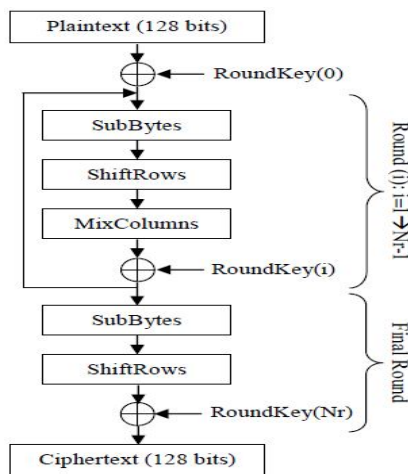 Plaintext (128 bits)
RoundKey(0)
SubBytes
ShiftRows
MixColumns
RoundKey(i)
Round (i): i=1→Nr-1
SubBytes
ShiftRows
RoundKey(Nr)
Final Round
Ciphertext (128 bits)